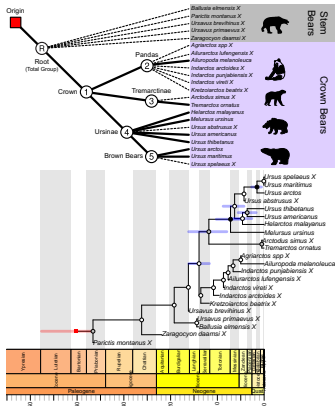 Origin
R
Root
(Total Group)
Crown
1
Pandas
2
Tremarctinae
3
Ursinae
4
Brown Bears
5
Ballusia elmensis X
Parictis montanus X
Ursavus brevirhinus X
Ursavus primaevus X
Zaragocyon daamsi X
Agriarctos spp X
Ailurarctos lufengensis X
Ailuropoda melanoleuca
Indarctos arctoides X
Indarctos punjabiensis X
Indarctos vireti X
Kretzoiarctos beatrix X
Arctodus simus X
Tremarctos ornatus
Helarctos malayanus
Melursus ursinus
Ursus abstrusus X
Ursus americanus
Ursus thibetanus
Ursus arctos
Ursus maritimus
Ursus spelaeus X
Stem
Bears
Crown Bears
Ursus spelaeus X
Ursus maritimus
Ursus arctos
Ursus abstrusus X
Ursus thibetanus
Ursus americanus
Helarctos malayanus
Melursus ursinus
Arctodus simus X
Tremarctos ornatus
Agriarctos spp X
Ailuropoda melanoleuca
Indarctos punjabiensis X
Ailurarctos lufengensis X
Indarctos vireti X
Indarctos arctoides X
Kretzoiarctos beatrix X
Ursavus brevirhinus X
Ursavus primaevus X
Ballusia elmensis X
Zaragocyon daamsi X
Parictis montanus X
Ypresian
Lutetian
Bartonian
Priabonian
Rupelian
Chattian
Aquitanian
Burdigalian
Langhian
Serravallian
Tortonian
Messinian
Paleogene
Neogene
Quat